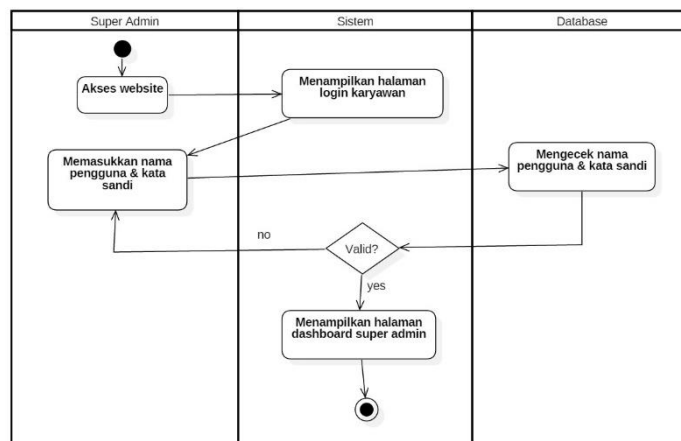 Super Admin
Sistem
Database
Akses website
Menampilkan halaman
login karyawan
Memasukkan nama
pengguna & kata
sandi
Mengecek nama
pengguna & kata sandi
no
Valid?
yes
Menampilkan halaman
dashboard super admin